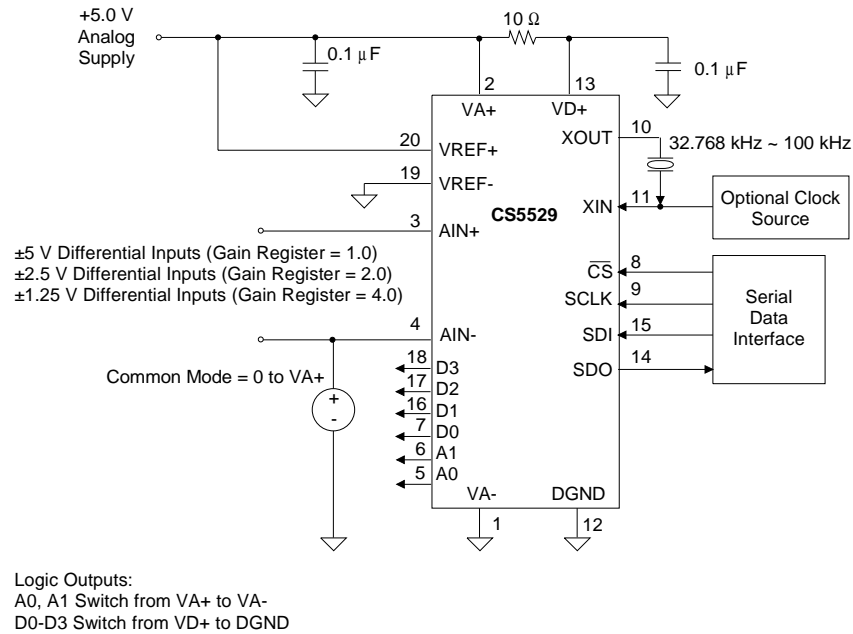 +5.0 V
Analog
Supply
10 Ω
0.1 µF
0.1 µF
2
13
VA+
VD+
XOUT
10
32.768 kHz ~ 100 kHz
20
VREF+
19
VREF-
CS5529
XIN
11
Optional Clock
Source
3
AIN+
±5 V Differential Inputs (Gain Register = 1.0)
±2.5 V Differential Inputs (Gain Register = 2.0)
±1.25 V Differential Inputs (Gain Register = 4.0)
CS
8
SCLK
9
SDI
15
SDO
14
Serial
Data
Interface
4
AIN-
Common Mode = 0 to VA+
+
-
18
D3
17
D2
16
D1
7
D0
6
A1
5
A0
VA-
DGND
1
12
Logic Outputs:
A0, A1 Switch from VA+ to VA-
D0-D3 Switch from VD+ to DGND